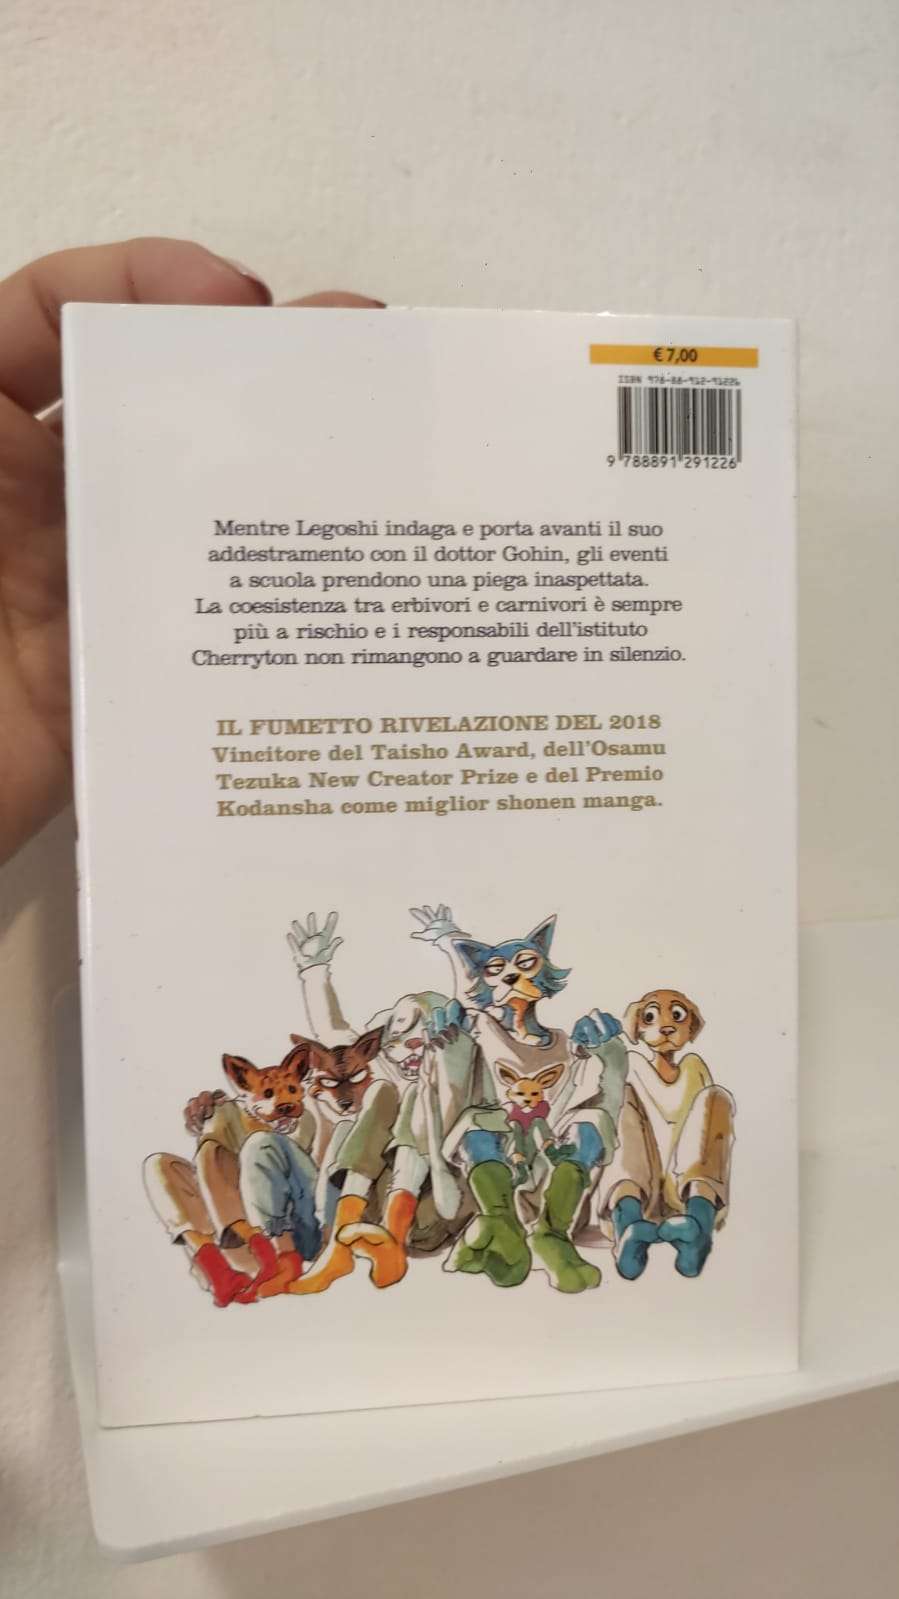 € 7,00
ISBN 978-88-912-91226
9 788891 291226
Mentre Legoshi indaga e porta avanti il suo
addestramento con il dottor Gohin, gli eventi
a scuola prendono una piega inaspettata.
La coesistenza tra erbivori e carnivori è sempre
più a rischio e i responsabili dell'istituto
Cherryton non rimangono a guardare in silenzio.
IL FUMETTO RIVELAZIONE DEL 2018
Vincitore del Taisho Award, dell'Osamu
Tezuka New Creator Prize e del Premio
Kodansha come miglior shonen manga.